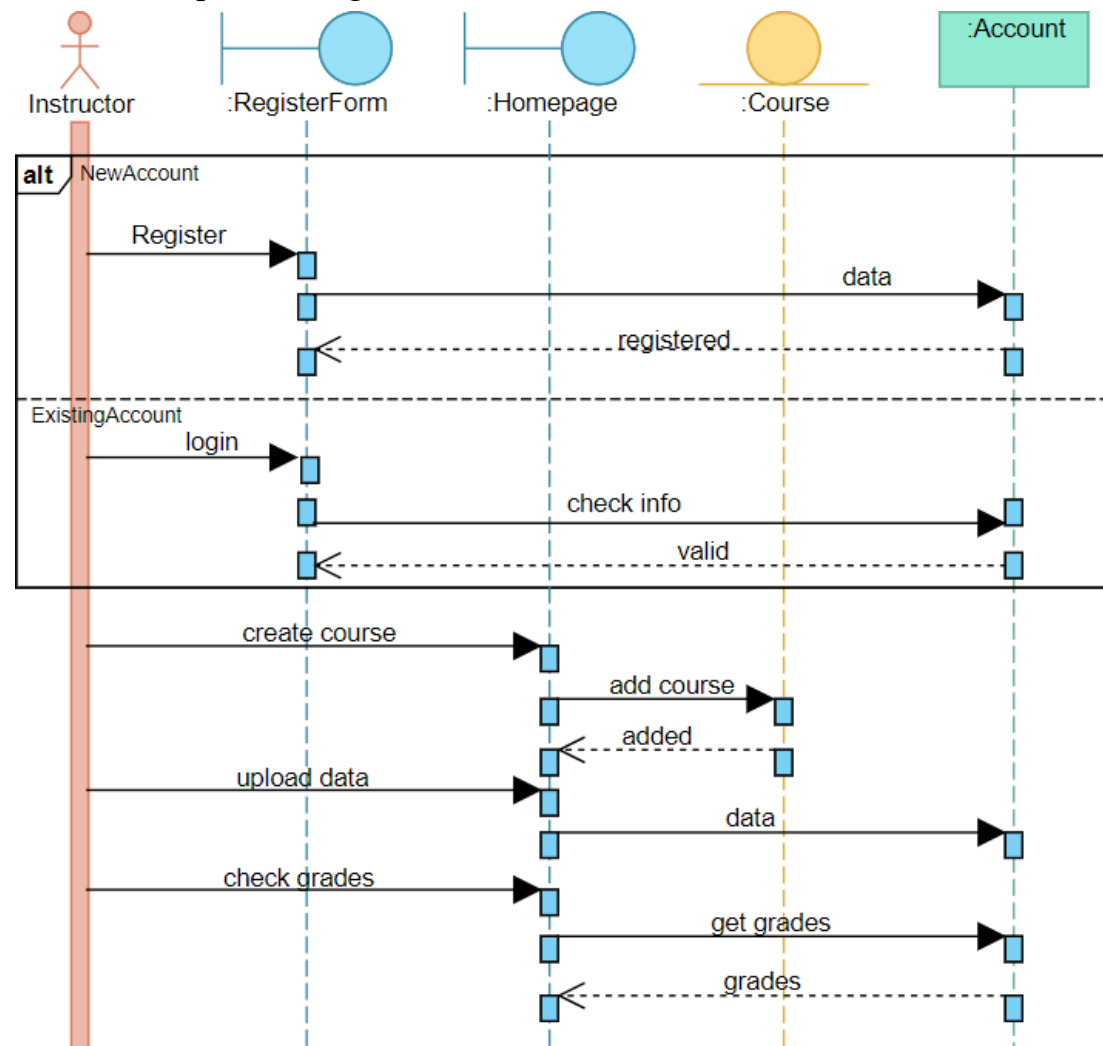 Instructor
:RegisterForm
:Homepage
:Course
:Account
alt
NewAccount
Register
data
registered
ExistingAccount
login
check info
valid
create course
add course
added
upload data
data
check grades
get grades
grades